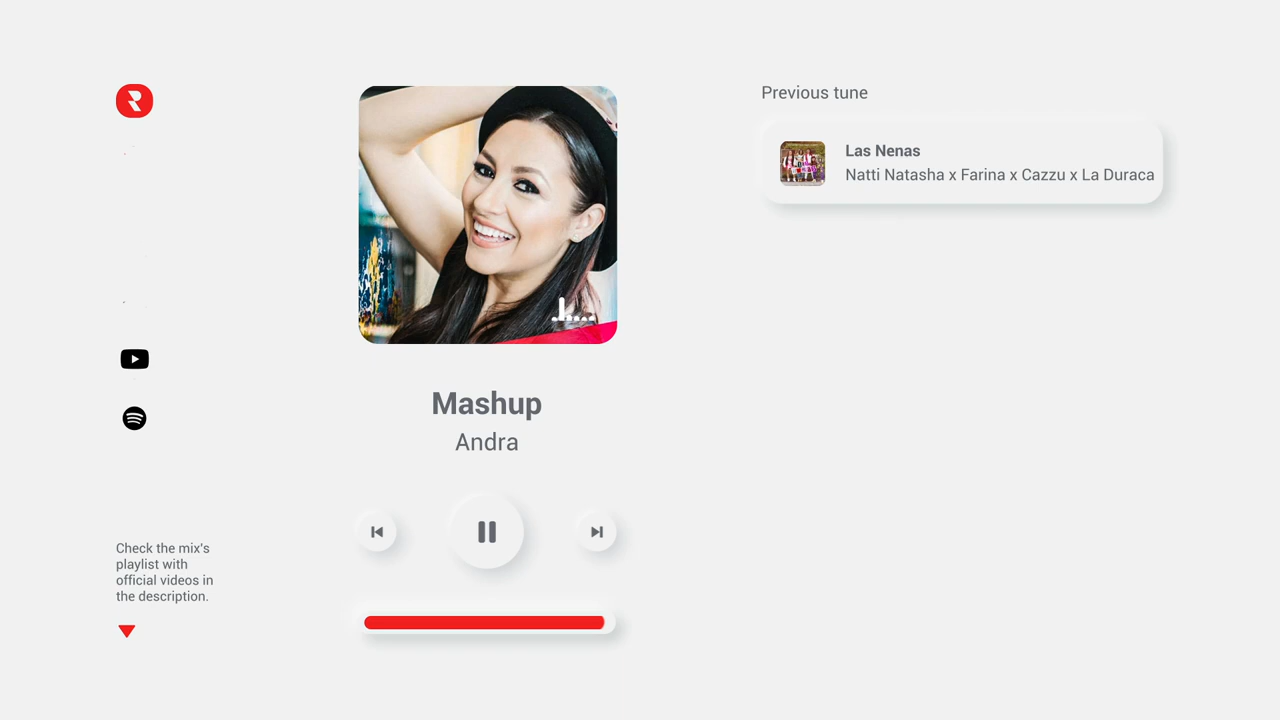 Previous tune
Las Nenas
Natti Natasha x Farina x Cazzu x La Duraca
Mashup
Andra
Check the mix's
playlist with
official videos in
the description.